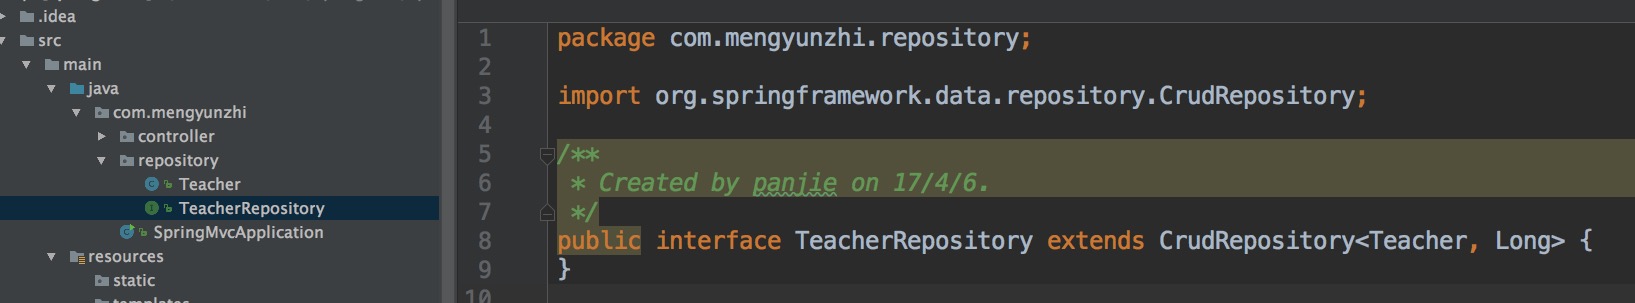 .idea
src
main
java
com.mengyunzhi
controller
repository
Teacher
TeacherRepository
SpringMvcApplication
resources
static
templates
1 package com.mengyunzhi.repository;
2
3 import org.springframework.data.repository.CrudRepository;
4
5 /**
6 * Created by panjie on 17/4/6.
7 */
8 public interface TeacherRepository extends CrudRepository<Teacher, Long> {
9 }
10